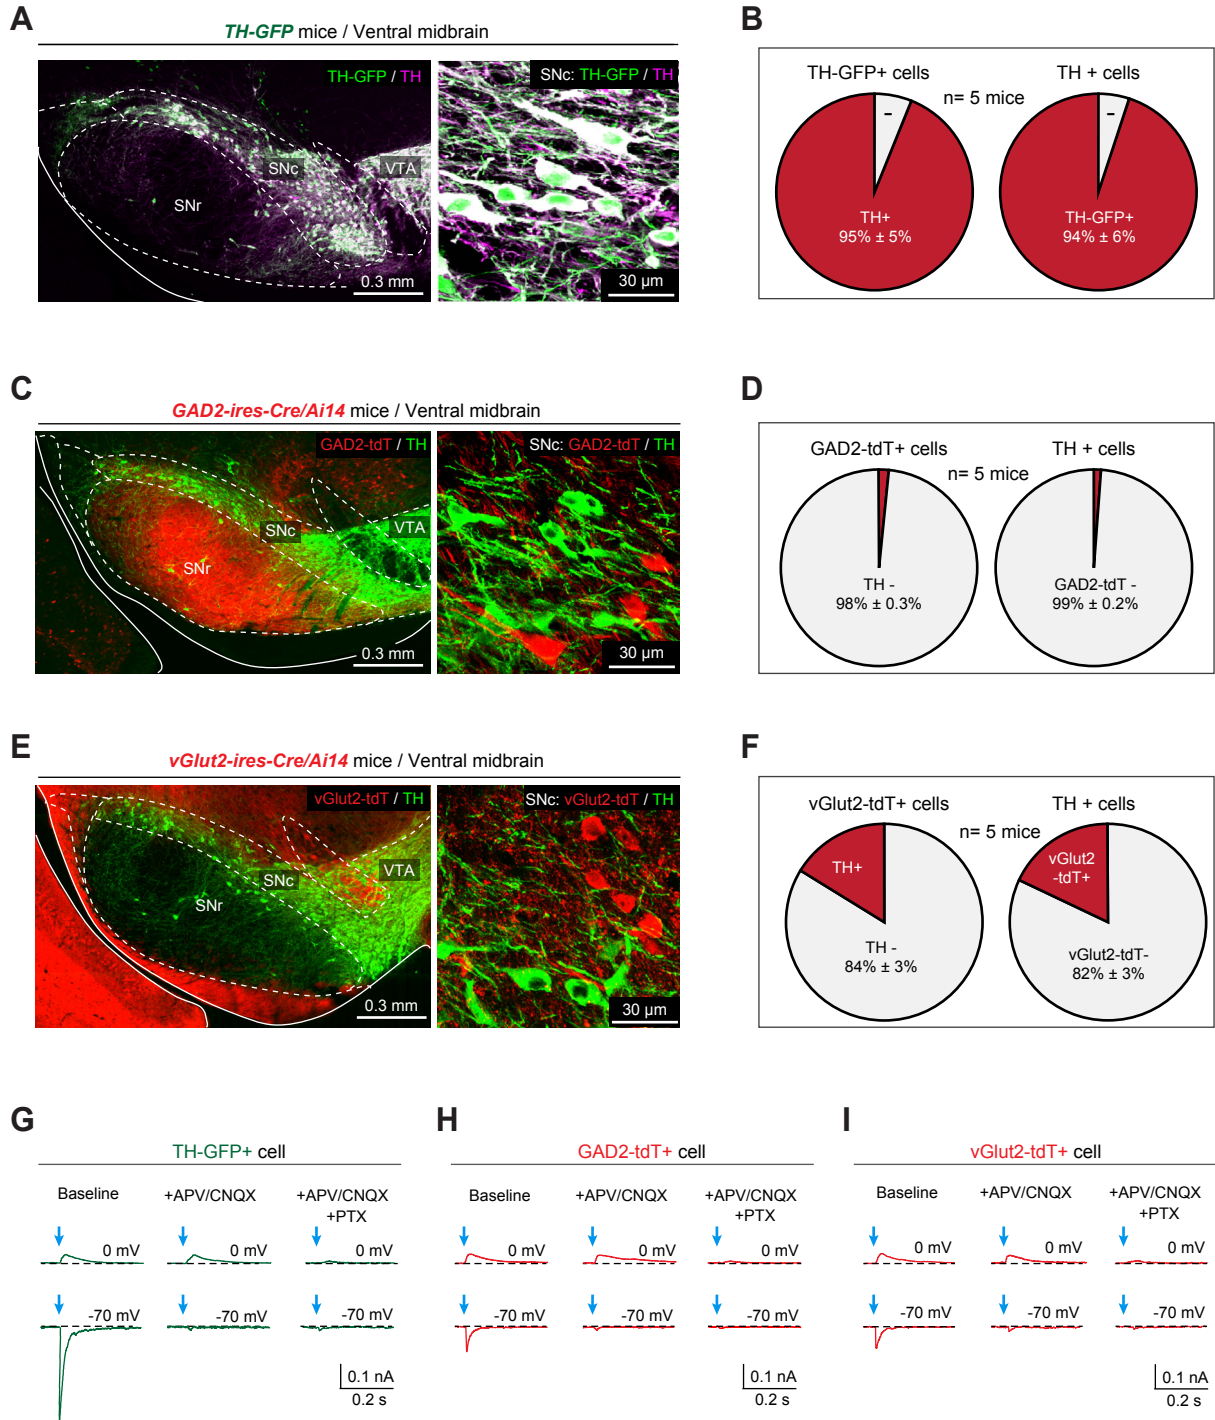 A
TH-GFP mice / Ventral midbrain
TH-GFP / TH
SNc
VTA
SNr
0.3 mm
SNc: TH-GFP / TH
30 µm
B
TH-GFP+ cells
TH + cells
n= 5 mice
-
-
TH+
95% ± 5%
TH-GFP+
94% ± 6%
C
GAD2-ires-Cre/Ai14 mice / Ventral midbrain
GAD2-tdT / TH
SNc
VTA
SNr
0.3 mm
SNc: GAD2-tdT / TH
30 µm
D
GAD2-tdT+ cells
TH + cells
n= 5 mice
TH -
98% ± 0.3%
GAD2-tdT -
99% ± 0.2%
E
vGlut2-ires-Cre/Ai14 mice / Ventral midbrain
vGlut2-tdT / TH
SNc
VTA
SNr
0.3 mm
SNc: vGlut2-tdT / TH
30 µm
F
vGlut2-tdT+ cells
TH + cells
n= 5 mice
TH+
TH -
84% ± 3%
vGlut2
-tdT+
vGlut2-tdT-
82% ± 3%
G
TH-GFP+ cell
Baseline
+APV/CNQX
+APV/CNQX
+PTX
0 mV
0 mV
0 mV
-70 mV
-70 mV
-70 mV
0.1 nA
0.2 s
H
GAD2-tdT+ cell
Baseline
+APV/CNQX
+APV/CNQX
+PTX
0 mV
0 mV
0 mV
-70 mV
-70 mV
-70 mV
0.1 nA
0.2 s
I
vGlut2-tdT+ cell
Baseline
+APV/CNQX
+APV/CNQX
+PTX
0 mV
0 mV
0 mV
-70 mV
-70 mV
-70 mV
0.1 nA
0.2 s